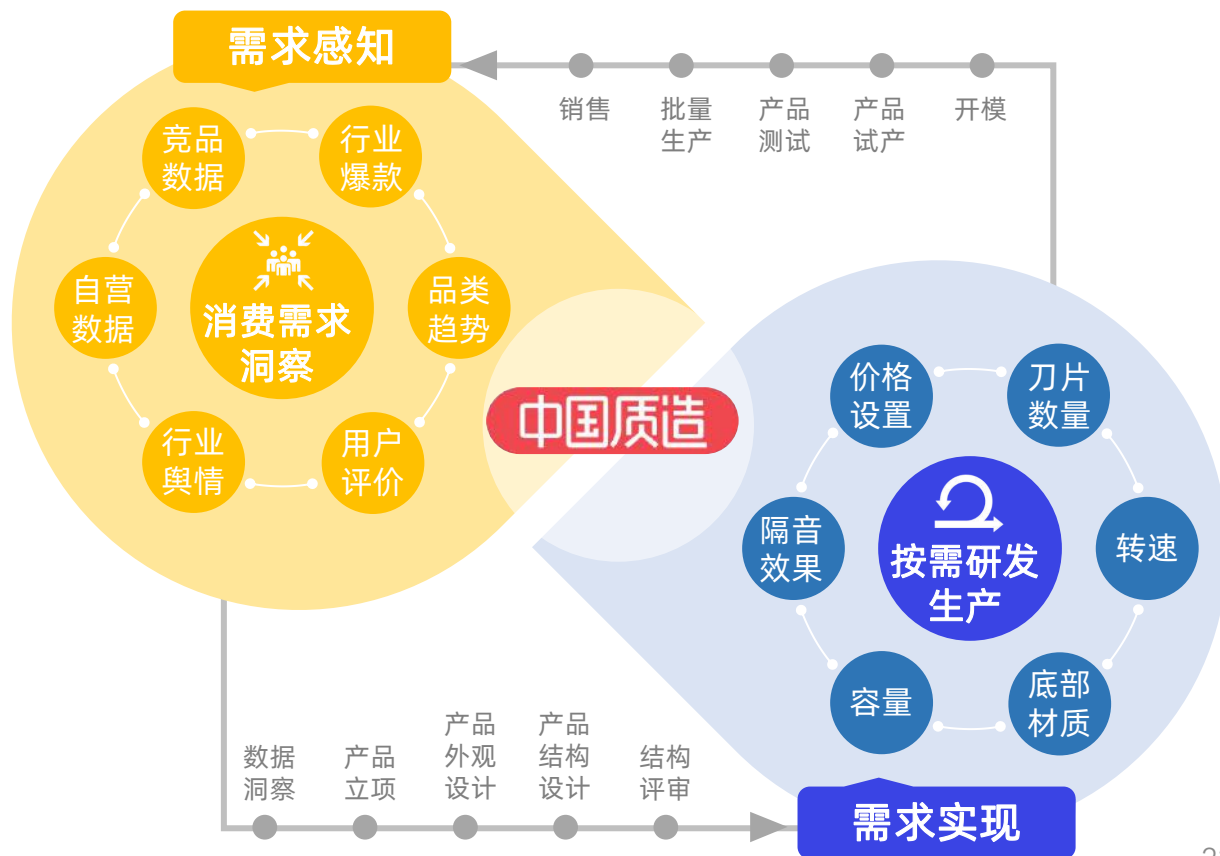 需求感知
销售
批量
生产
产品
测试
产品
试产
开模
竞品
数据
行业
爆款
自营
数据
消费需求
洞察
品类
趋势
行业
舆情
用户
评价
中国质造
价格
设置
刀片
数量
隔音
效果
按需研发
生产
转速
容量
底部
材质
数据
洞察
产品
立项
产品
外观
设计
产品
结构
设计
结构
评审
需求实现